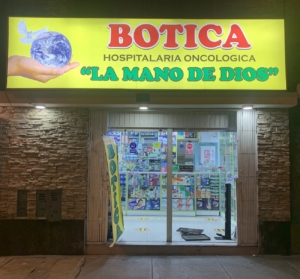 BOTICA
HOSPITALARIA ONCOLOGICA
"LA MANO DE DIOS"